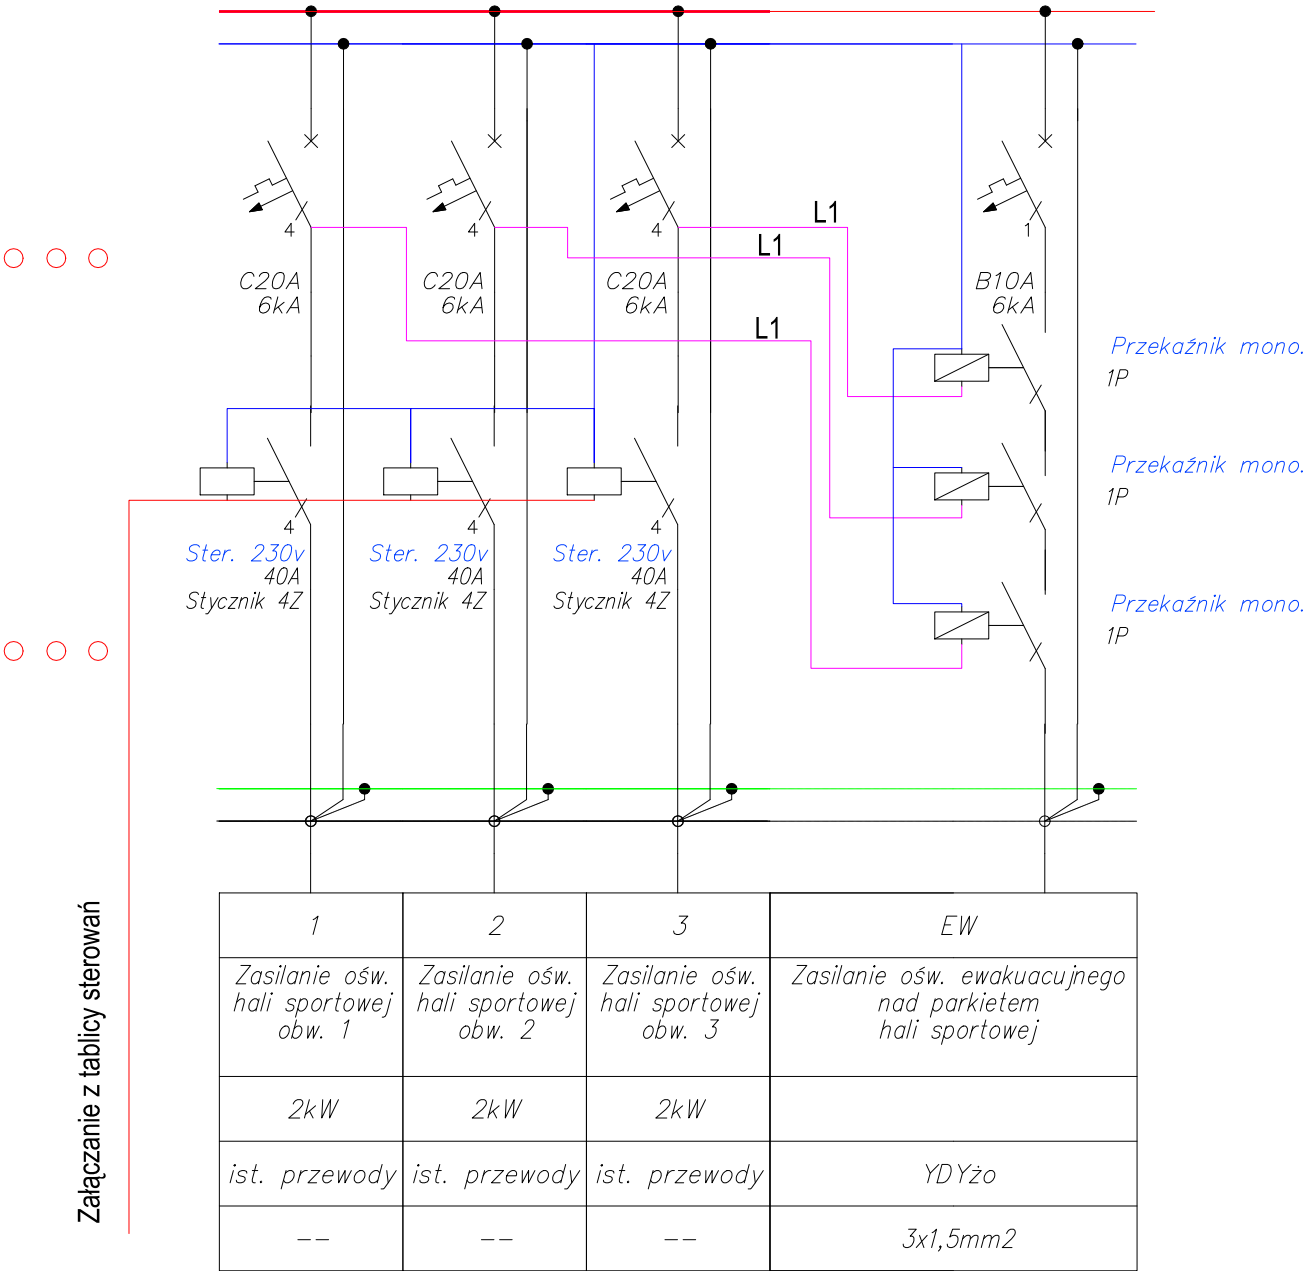 L1
L1
L1
4
4
4
1
C20A
6kA
C20A
6kA
C20A
6kA
B10A
6kA
Przekaźnik mono.
1P
Przekaźnik mono.
1P
Przekaźnik mono.
1P
4
4
4
Ster. 230v
40A
Stycznik 4Z
Ster. 230v
40A
Stycznik 4Z
Ster. 230v
40A
Stycznik 4Z
Załączanie z tablicy sterowań
1
2
3
EW
Zasilanie ośw.
hali sportowej
obw. 1
Zasilanie ośw.
hali sportowej
obw. 2
Zasilanie ośw.
hali sportowej
obw. 3
Zasilanie ośw. ewakuacujnego
nad parkietem
hali sportowej
2kW
2kW
2kW
ist. przewody
ist. przewody
ist. przewody
YDYżo
--
--
--
3x1,5mm2